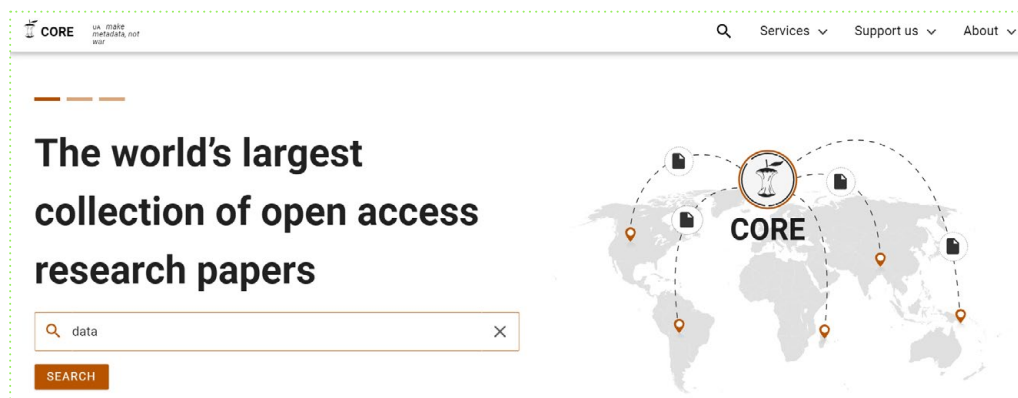 CORE
UA make
metadata, not
war
Services
Support us
About
The world's largest
collection of open access
research papers
data
SEARCH
CORE